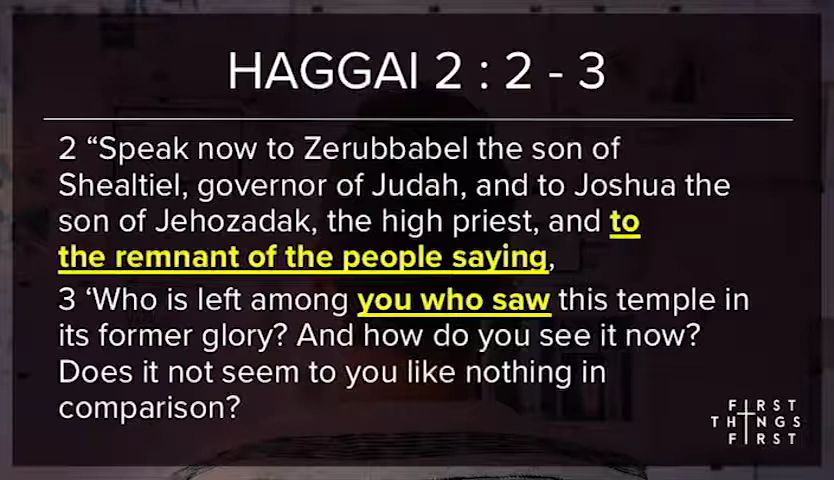 HAGGAI 2 : 2 - 3
2 “Speak now to Zerubbabel the son of
Shealtiel, governor of Judah, and to Joshua the
son of Jehozadak, the high priest, and to
the remnant of the people saying,
3 ‘Who is left among you who saw this temple in
its former glory? And how do you see it now?
Does it not seem to you like nothing in
comparison?
FIRST
THINGS
FIRST